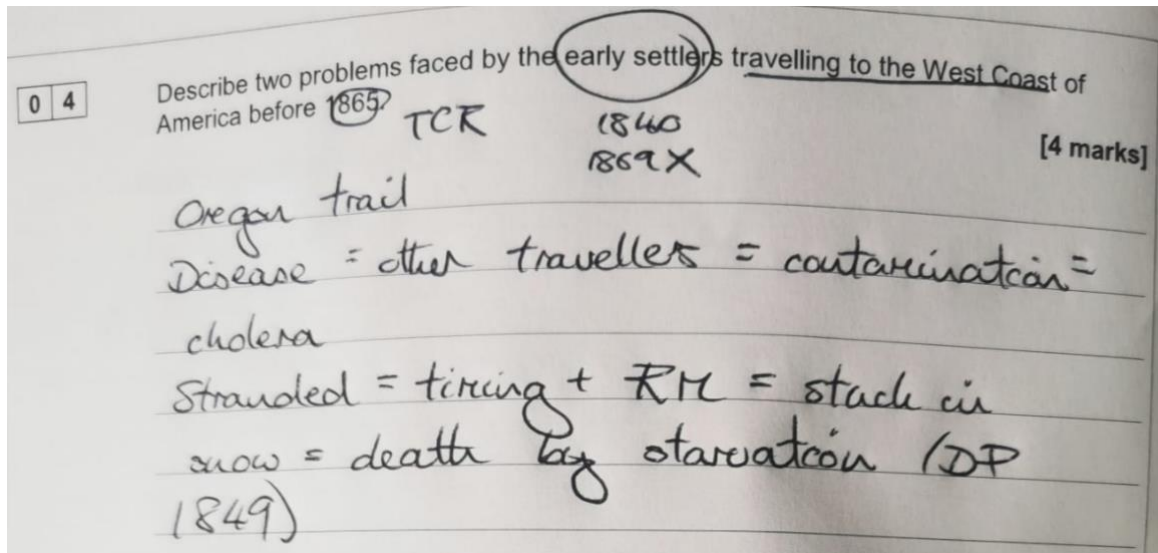 0 4
Describe two problems faced by the early settlers travelling to the West Coast of
America before 1865?
TCR
1840
1869 X
[4 marks]
Oregon trail
Disease = other travellers = contamination =
cholera
Stranded = timing + RM = stuck in
snow = death by starvation (DP
1849)